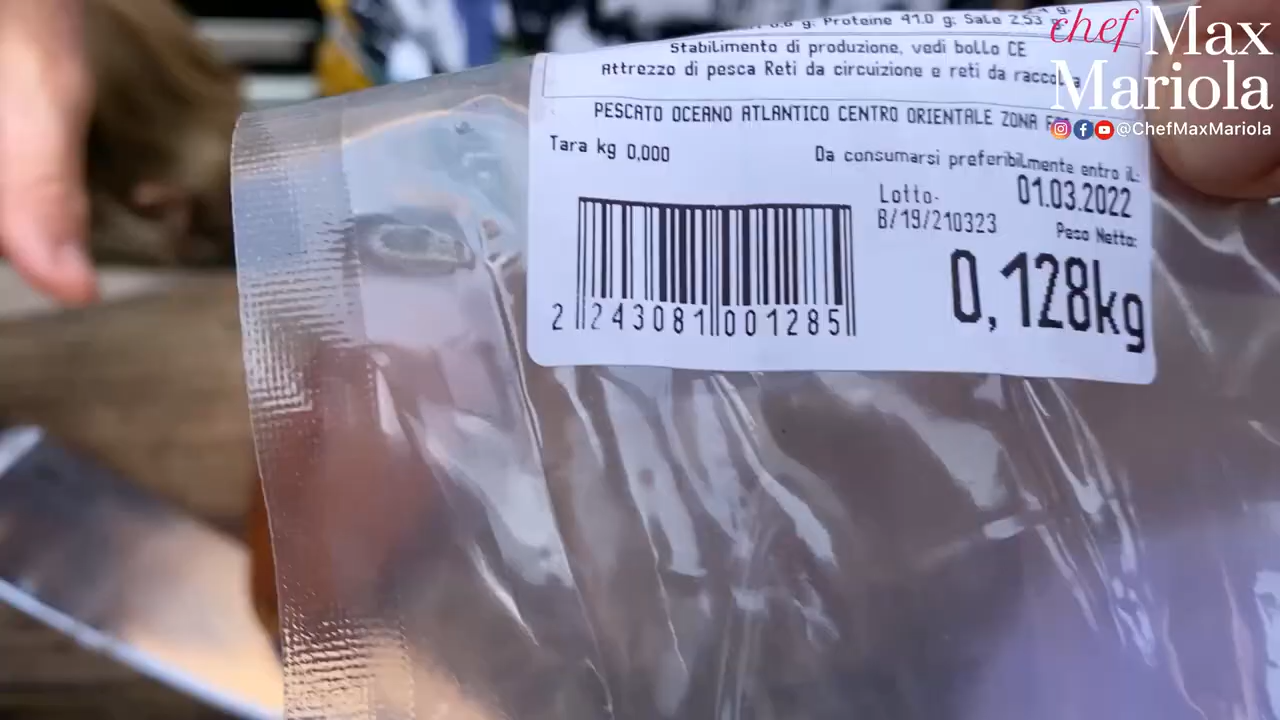 g; Proteine 41.0 g; Sale 2,53
Stabilimento di produzione, vedi bollo CE
Attrezzo di pesca Reti da circuizione e reti da
PESCATO OCEANO ATLANTICO CENTRO ORIENTALE ZONA
Tara kg 0,000
Da consumarsi preferibilmente entro il:
01.03.2022
Lotto-
B/19/210323
Peso Netto:
0,128kg
2 243081 001285
chef Max
Mariola
@ChefMaxMariola